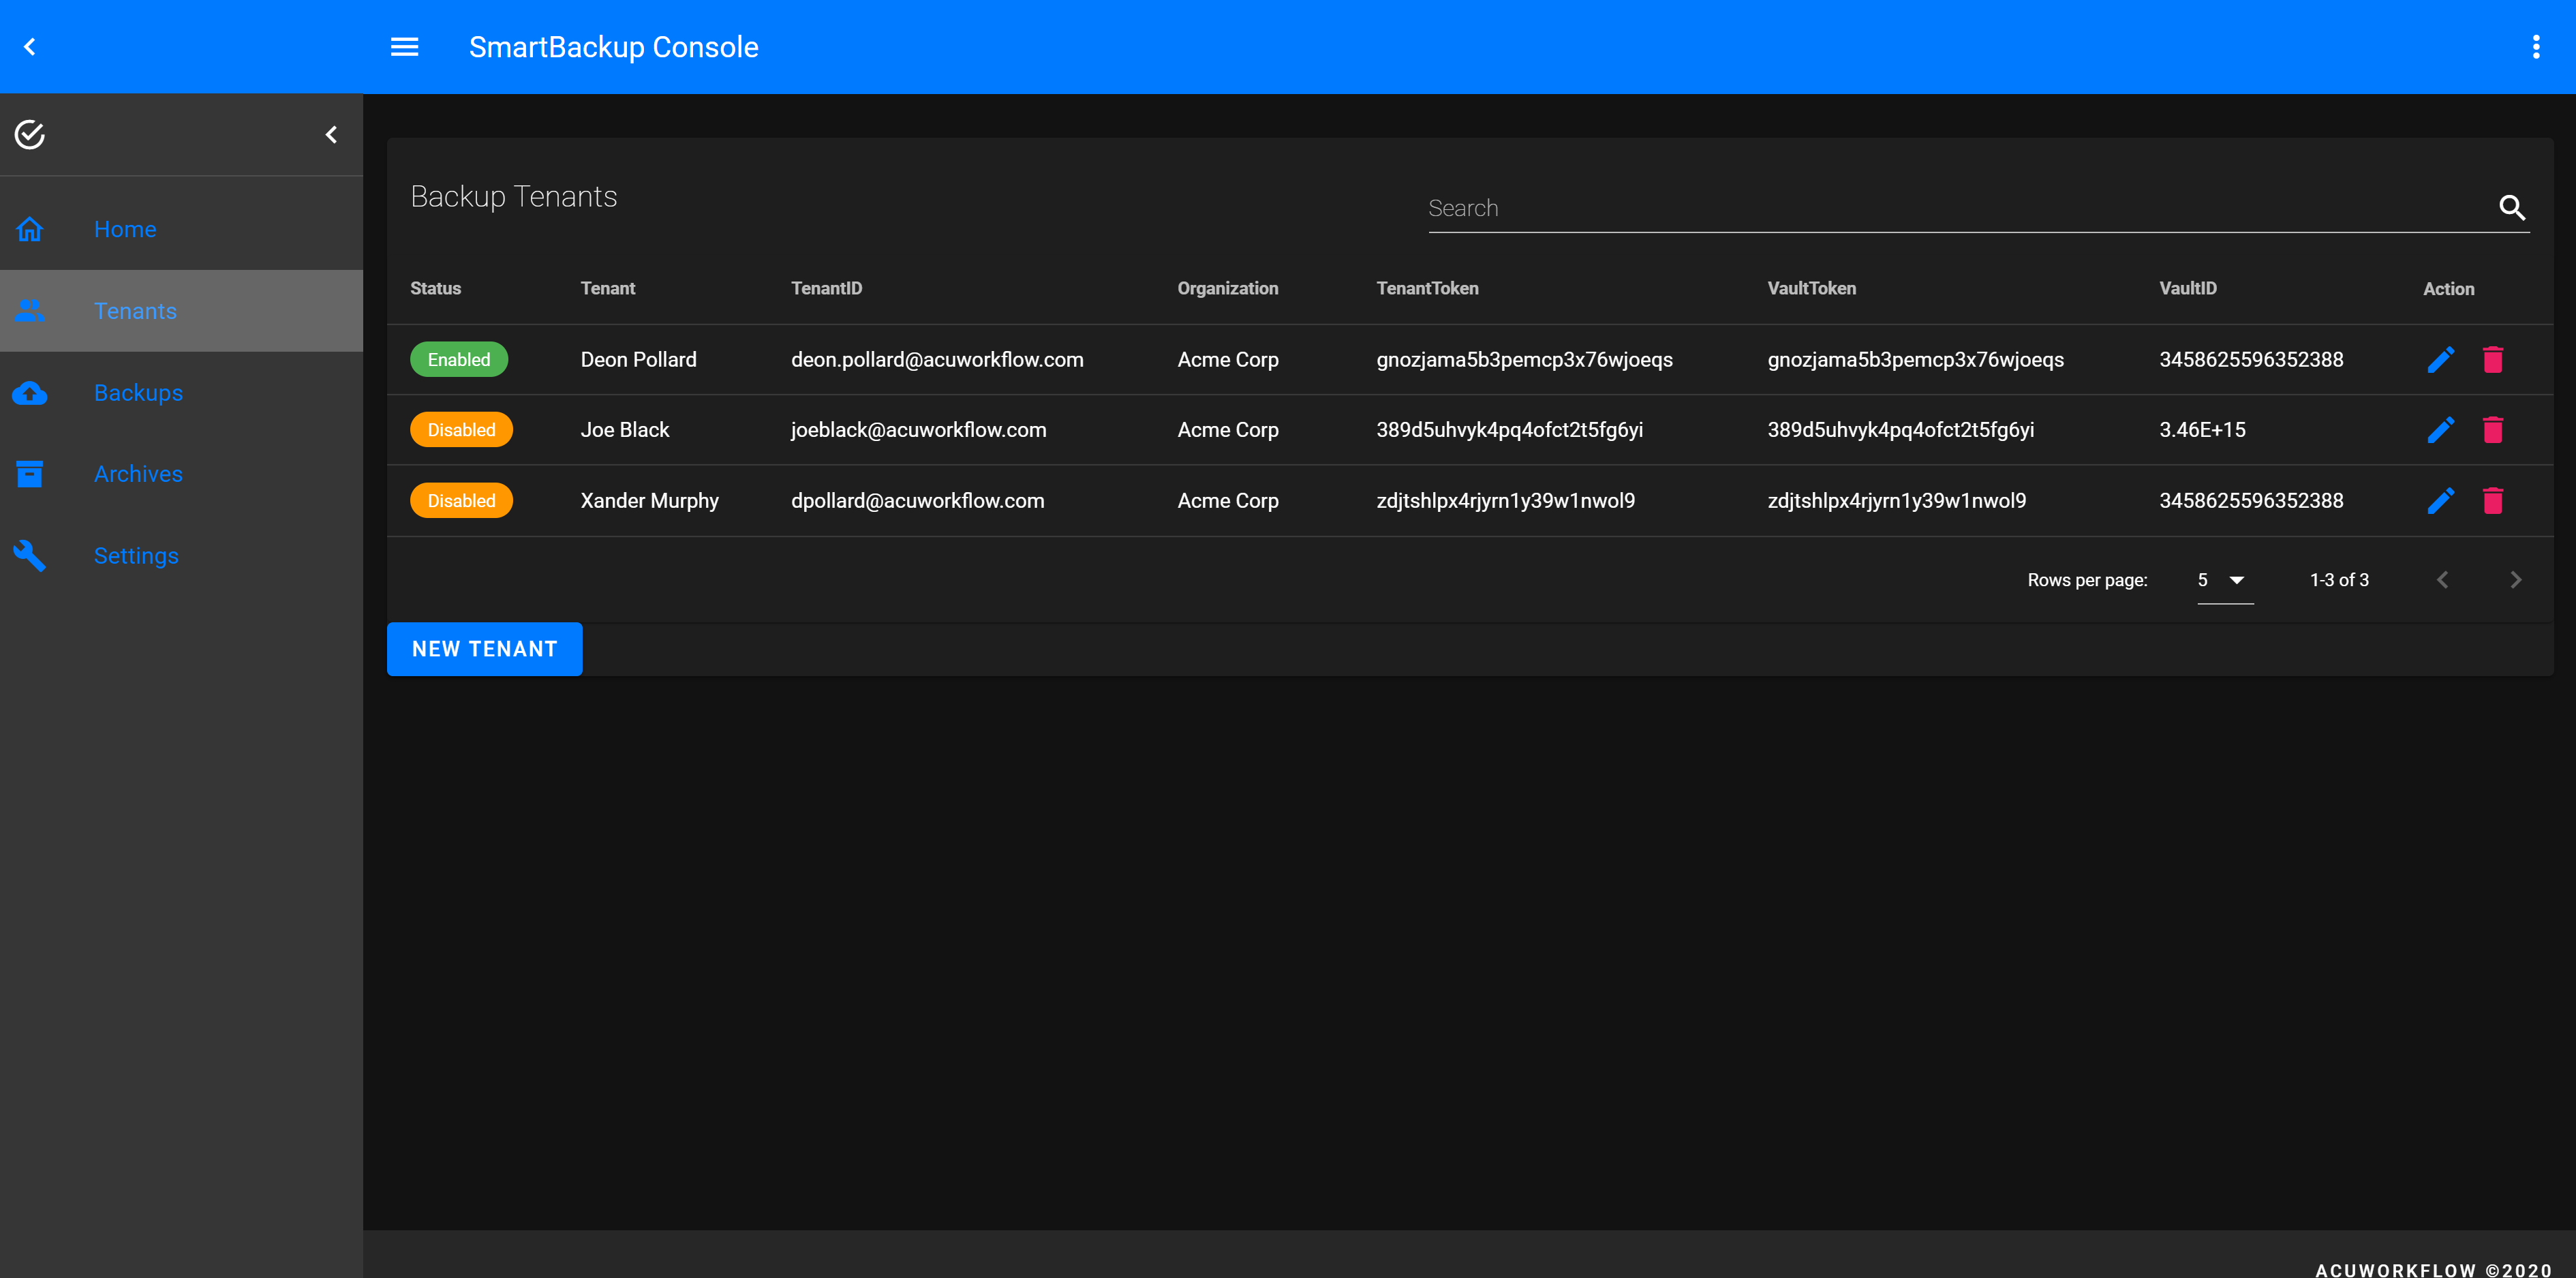 SmartBackup Console
Home
Tenants
Backups
Archives
Settings
Backup Tenants
Search
Status Tenant TenantID Organization TenantToken VaultToken VaultID Action
Enabled Deon Pollard deon.pollard@acuworkflow.com Acme Corp gnozjama5b3pemcp3x76wjoeqs gnozjama5b3pemcp3x76wjoeqs 3458625596352388
Disabled Joe Black joeblack@acuworkflow.com Acme Corp 389d5uhvyk4pq4ofct2t5fg6yi 389d5uhvyk4pq4ofct2t5fg6yi 3.46E+15
Disabled Xander Murphy dpollard@acuworkflow.com Acme Corp zdjtshlpx4rjyrn1y39w1nwol9 zdjtshlpx4rjyrn1y39w1nwol9 3458625596352388
Rows per page: 5 1-3 of 3
NEW TENANT
ACUWORKFLOW ©2020